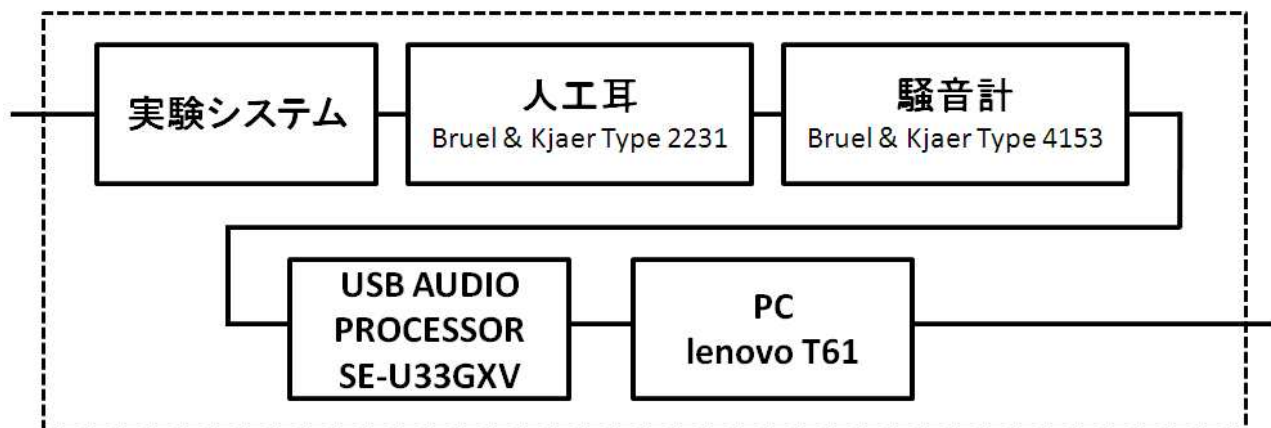 実験システム
人工耳
Bruel & Kjaer Type 2231
騒音計
Bruel & Kjaer Type 4153
USB AUDIO
PROCESSOR
SE-U33GXV
PC
lenovo T61